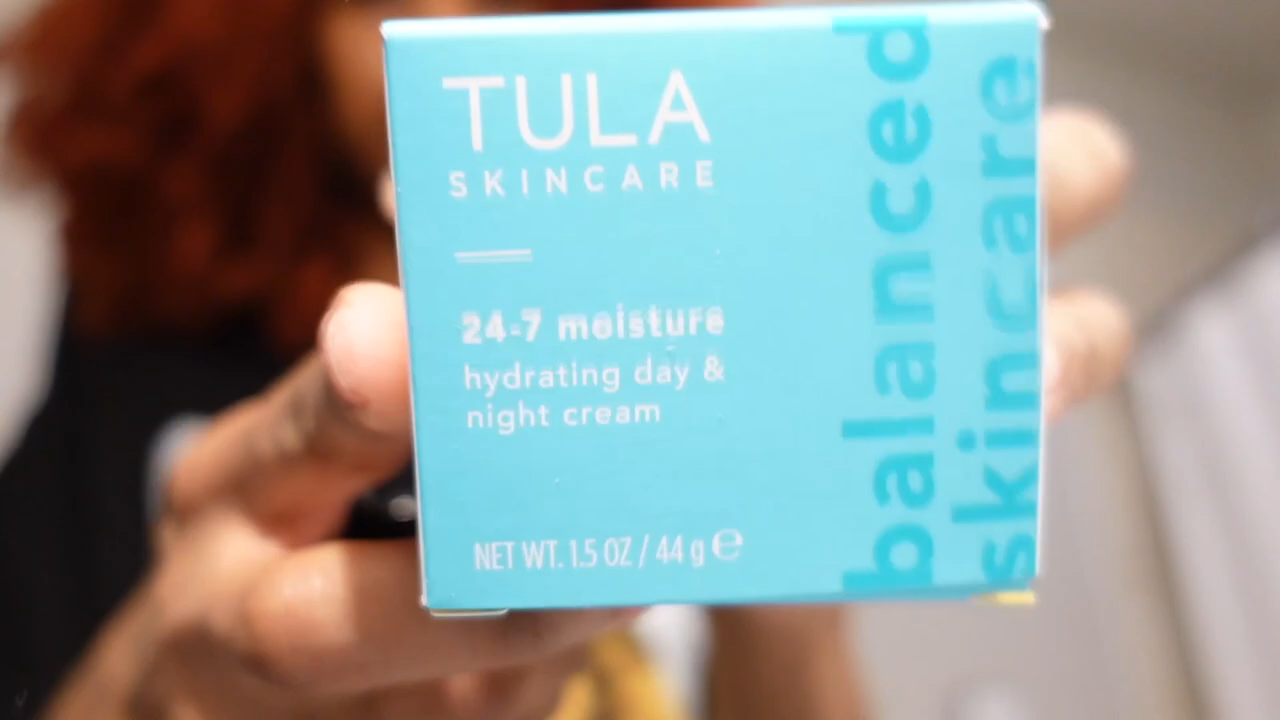 TULA
SKINCARE
24-7 moisture
hydrating day &
night cream
NET WT. 1.5 OZ / 44 g ℮
balanced
skincare